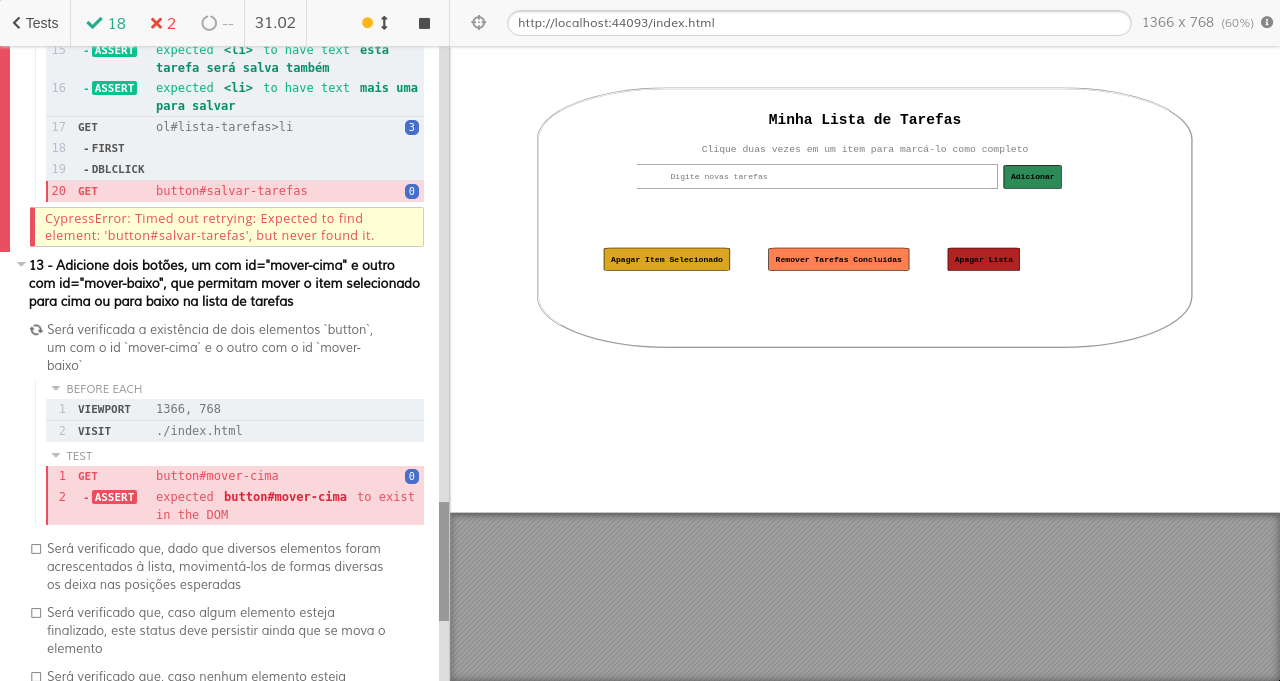 Tests
18
2
--
31.02
http://localhost:44093/index.html
1366 x 768 (60%)
15 - ASSERT expected <li> to have text esta
tarefa será salva também
16 - ASSERT expected <li> to have text mais uma
para salvar
17 GET ol#lista-tarefas>li 3
18 - FIRST
19 - DBLCLICK
20 GET button#salvar-tarefas 0
CypressError: Timed out retrying: Expected to find
element: 'button#salvar-tarefas', but never found it.
13 - Adicione dois botões, um com id="mover-cima" e outro
com id="mover-baixo", que permitam mover o item selecionado
para cima ou para baixo na lista de tarefas
Será verificada a existência de dois elementos `button`,
um com o id `mover-cima` e o outro com o id `mover-
baixo`
BEFORE EACH
1 VIEWPORT 1366, 768
2 VISIT ./index.html
TEST
1 GET button#mover-cima 0
2 - ASSERT expected button#mover-cima to exist
in the DOM
Será verificado que, dado que diversos elementos foram
acrescentados à lista, movimentá-los de formas diversas
os deixa nas posições esperadas
Será verificado que, caso algum elemento esteja
finalizado, este status deve persistir ainda que se mova o
elemento
Será verificado que, caso nenhum elemento esteja
Minha Lista de Tarefas
Clique duas vezes em um item para marcá-lo como completo
Digite novas tarefas
Adicionar
Apagar Item Selecionado
Remover Tarefas Concluídas
Apagar Lista